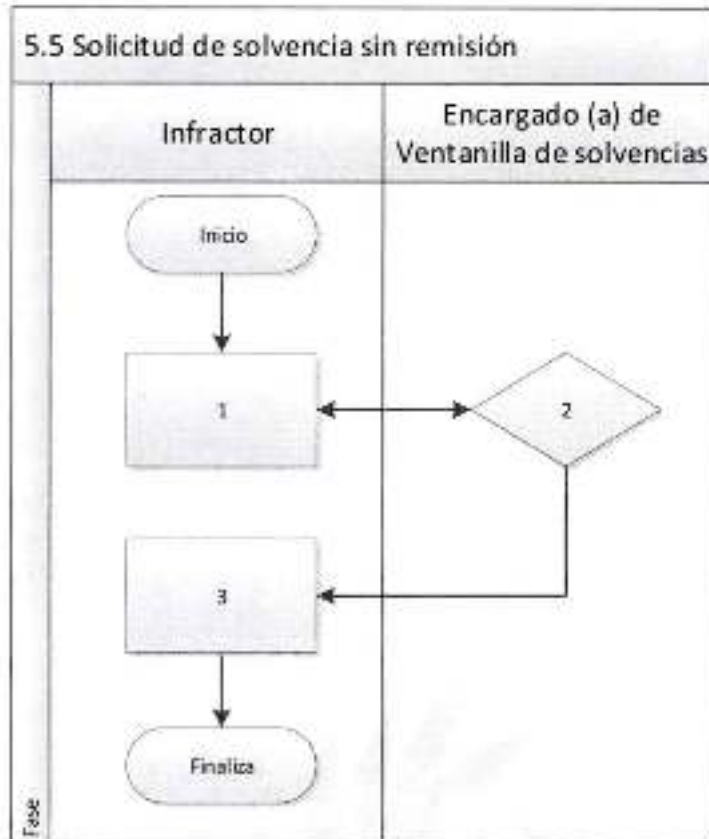 5.5 Solicitud de solvencia sin remisión
Infractor
Encargado (a) de
Ventanilla de solvencias
Inicio
1
2
3
Finaliza
Fase